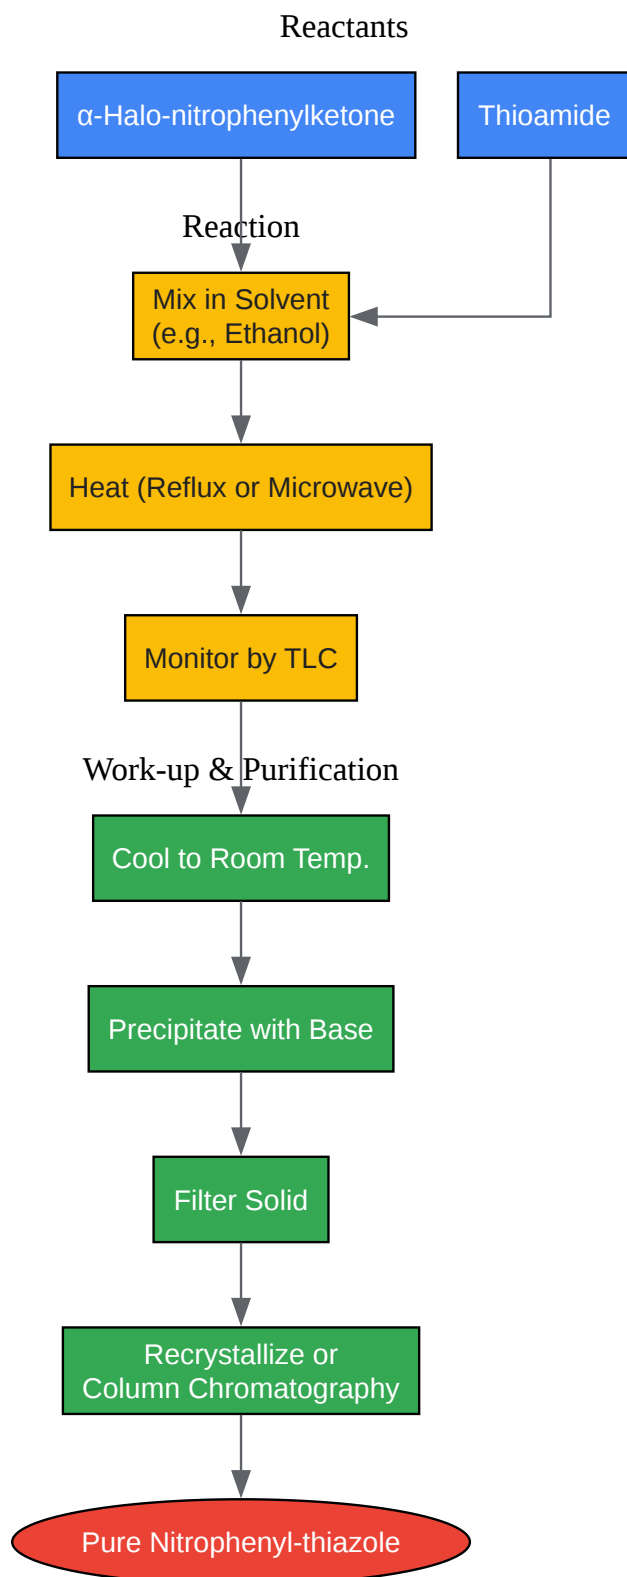 Reactants
α-Halo-nitrophenylketone
Thioamide
Reaction
Mix in Solvent
(e.g., Ethanol)
Heat (Reflux or Microwave)
Monitor by TLC
Work-up & Purification
Cool to Room Temp.
Precipitate with Base
Filter Solid
Recrystallize or
Column Chromatography
Pure Nitrophenyl-thiazole